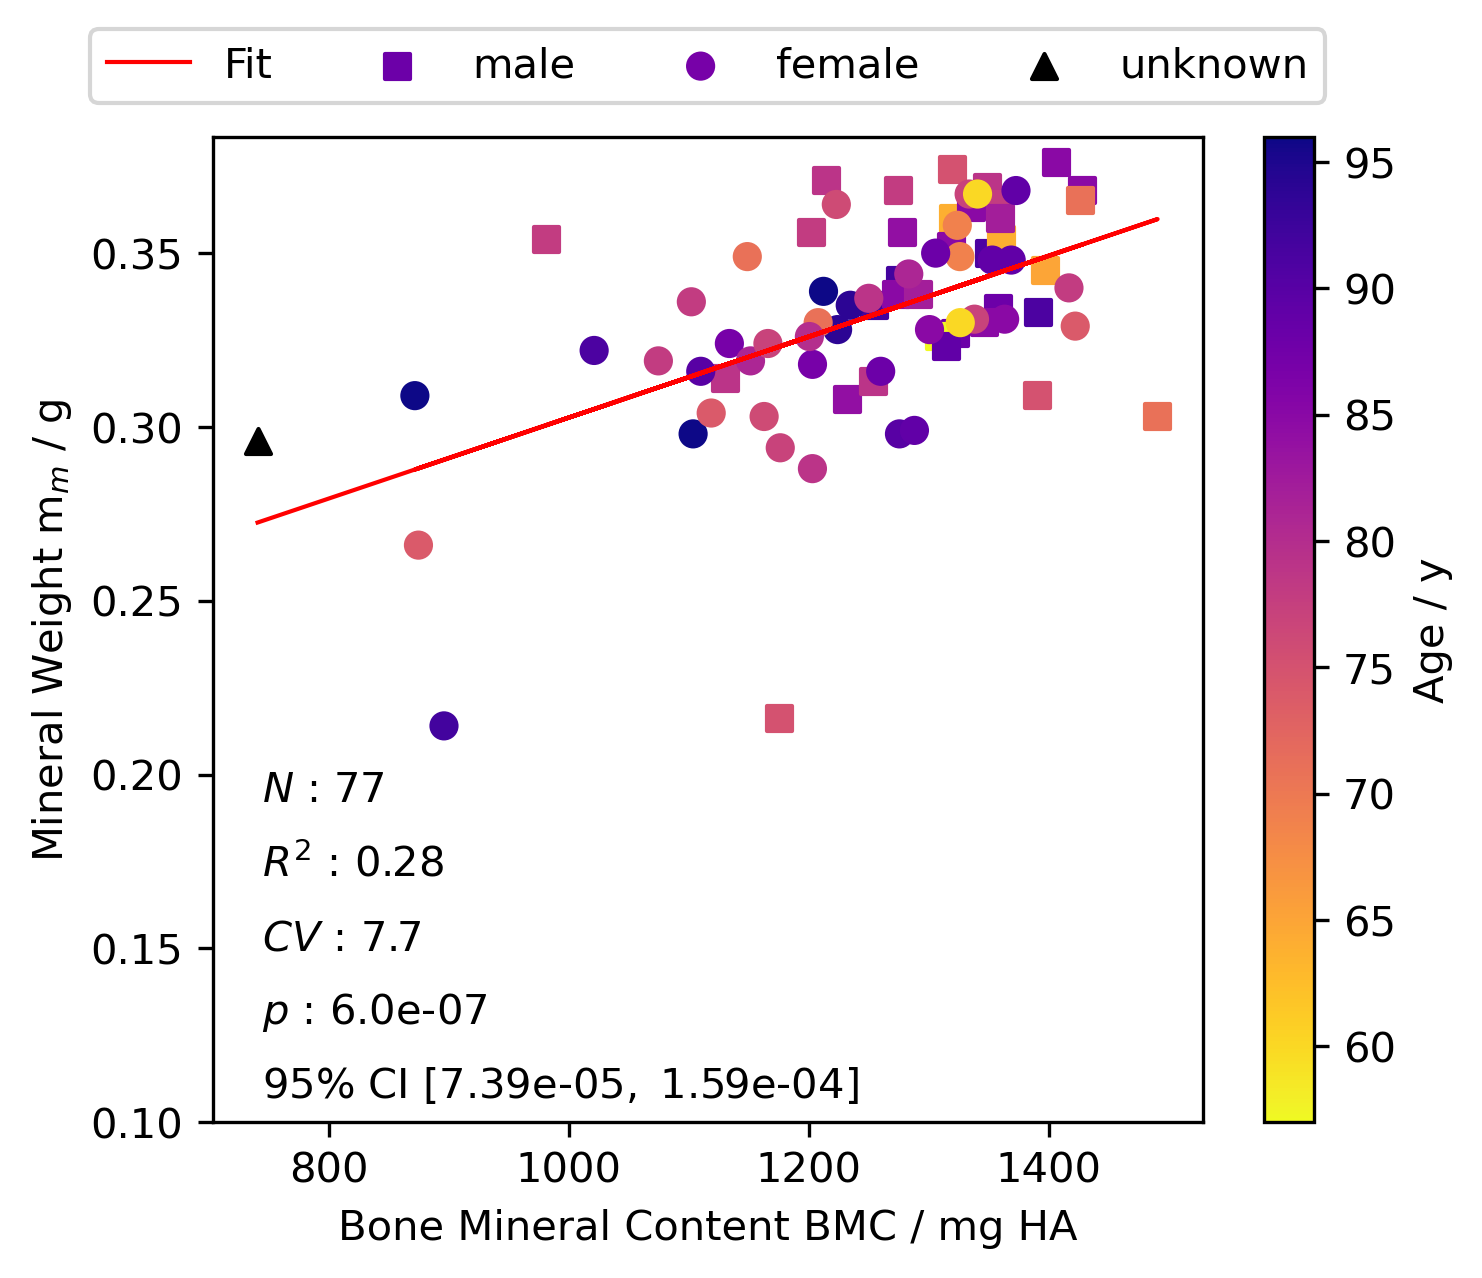 Fit male female unknown
0.35
0.30
0.25
0.20
0.15
0.10
Mineral Weight mₘ / g
N : 77
R² : 0.28
CV : 7.7
p : 6.0e-07
95% CI [7.39e-05, 1.59e-04]
800 1000 1200 1400
Bone Mineral Content BMC / mg HA
95
90
85
80
75
70
65
60
Age / y